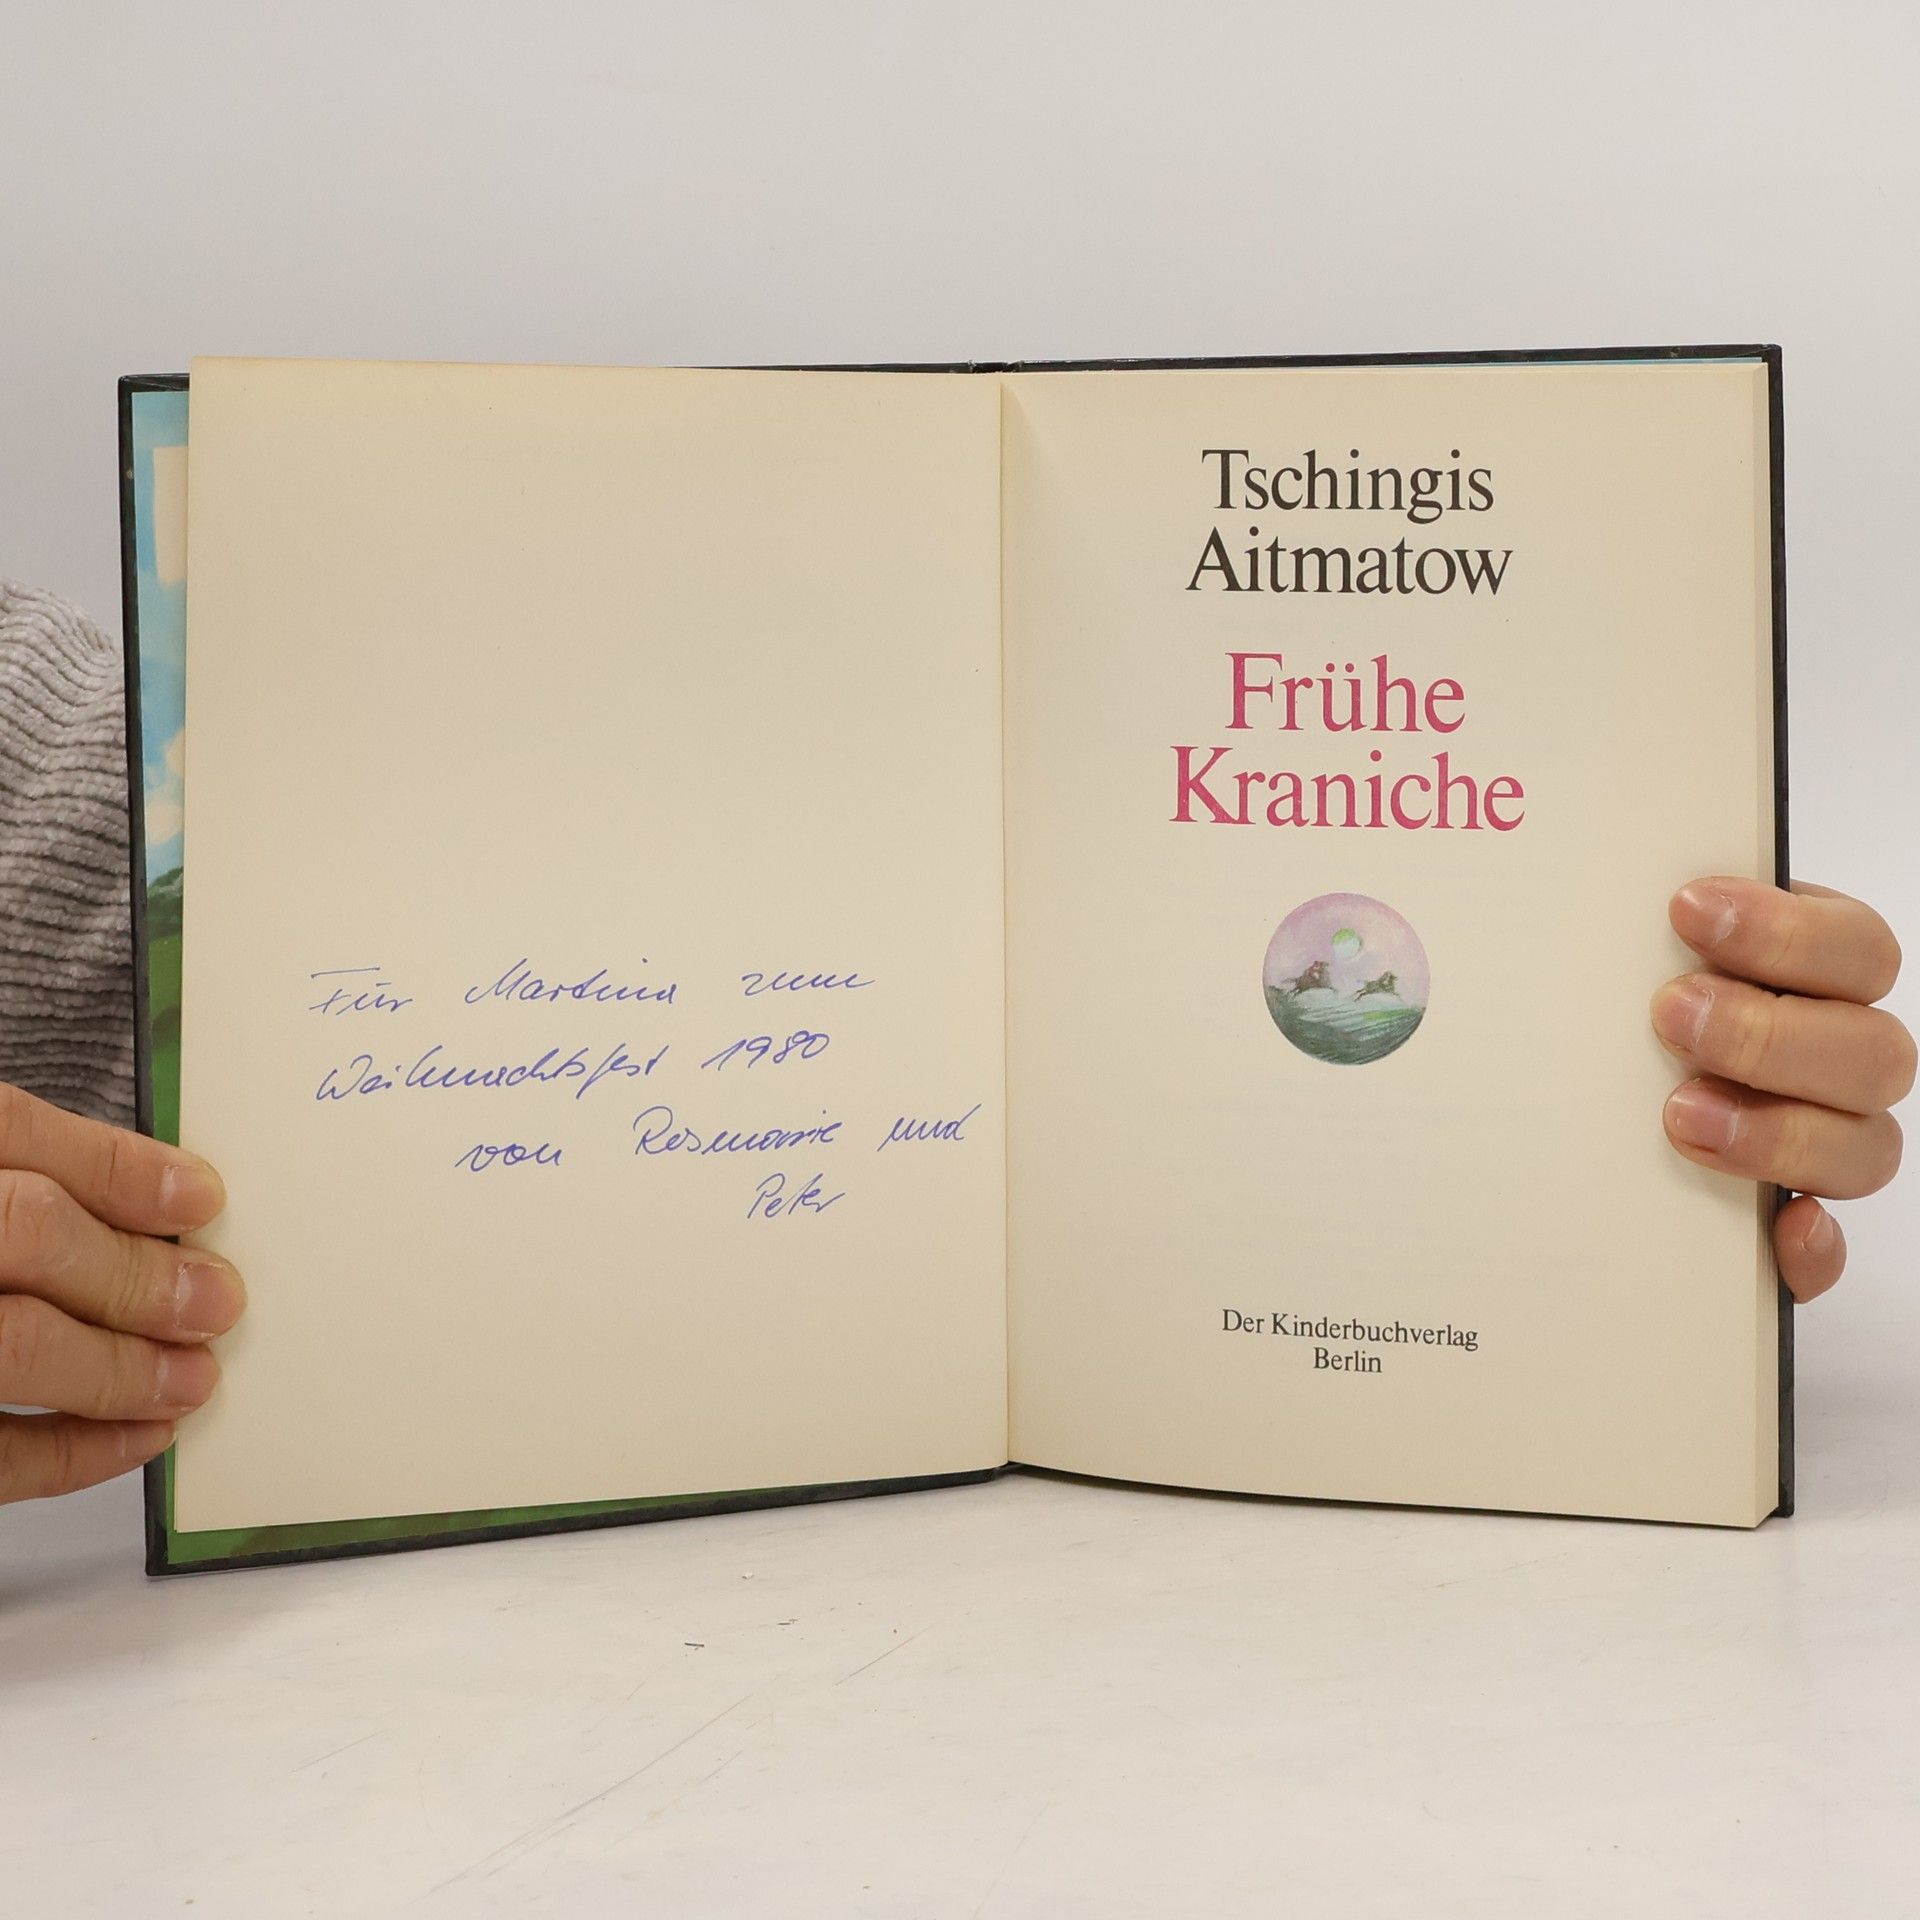 Für Martina zum
Weihnachtsfest 1980
von Rosmarie und
Peter
Tschingis
Aitmatow
Frühe
Kraniche
Der Kinderbuchverlag
Berlin